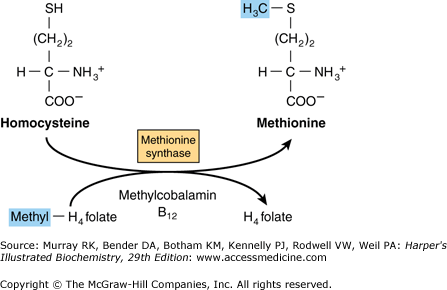 SH
H₃C — S
(CH₂)₂
(CH₂)₂
H — C — NH₃⁺
H — C — NH₃⁺
COO⁻
COO⁻
Homocysteine
Methionine
Methionine
synthase
Methylcobalamin
B₁₂
Methyl — H₄ folate
H₄ folate
Source: Murray RK, Bender DA, Botham KM, Kennelly PJ, Rodwell VW, Weil PA: Harper's
Illustrated Biochemistry, 29th Edition: www.accessmedicine.com
Copyright © The McGraw-Hill Companies, Inc. All rights reserved.